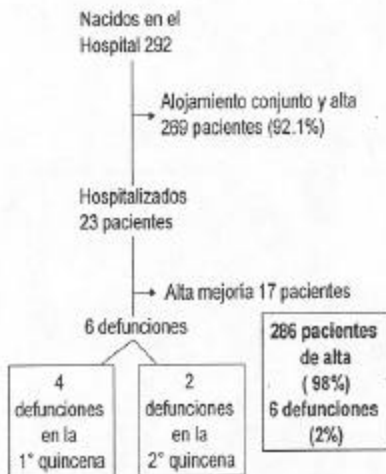 Nacidos en el
Hospital 292
Alojamiento conjunto y alta
269 pacientes (92.1%)
Hospitalizados
23 pacientes
Alta mejoría 17 pacientes
6 defunciones
4
defunciones
en la
1° quincena
2
defunciones
en la
2° quincena
286 pacientes
de alta
( 98%)
6 defunciones
(2%)